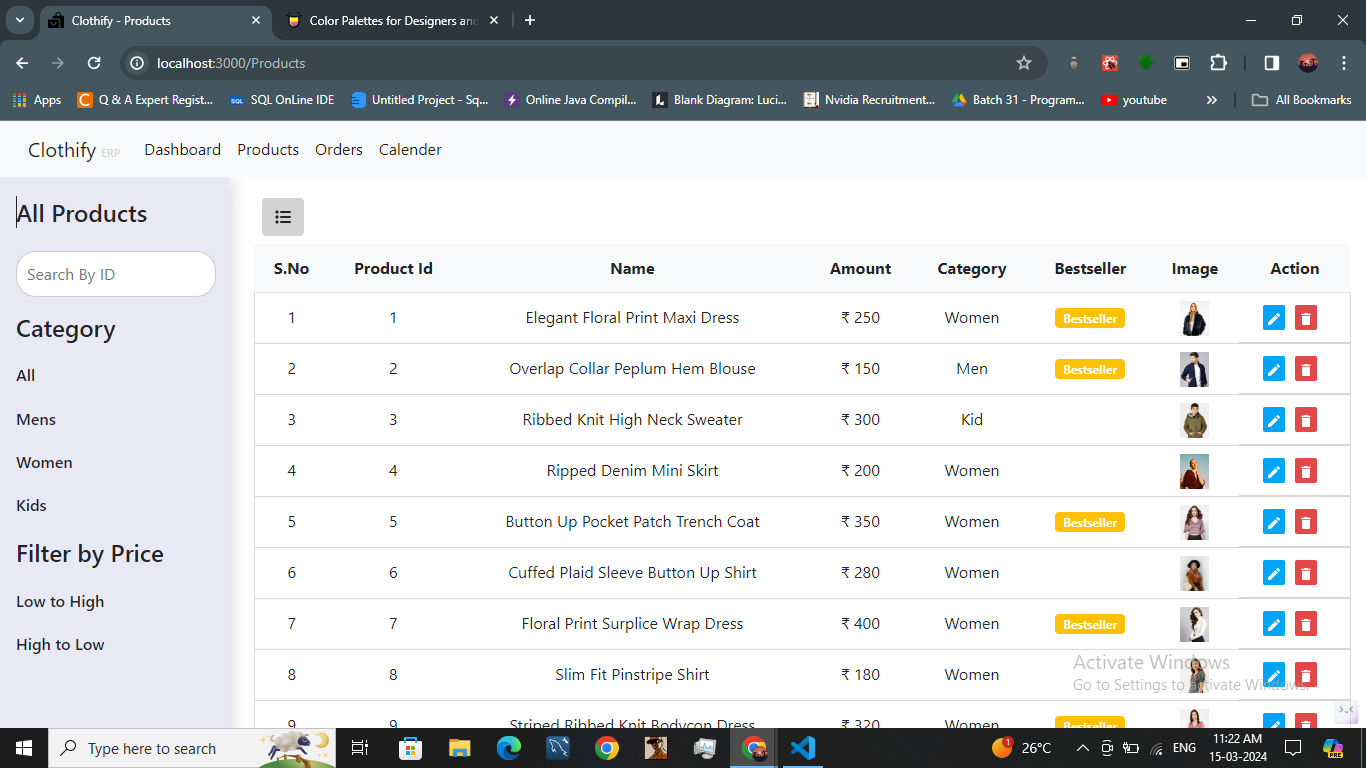 Clothify - Products
Color Palettes for Designers and
localhost:3000/Products
Apps
Q & A Expert Regist...
SQL OnLine IDE
Untitled Project - Sq...
Online Java Compil...
Blank Diagram: Luci...
Nvidia Recruitment...
Batch 31 - Program...
youtube
All Bookmarks
Clothify ERP
Dashboard
Products
Orders
Calender
All Products
Search By ID
Category
All
Mens
Women
Kids
Filter by Price
Low to High
High to Low
S.No Product Id Name Amount Category Bestseller Image Action
1 1 Elegant Floral Print Maxi Dress ₹ 250 Women Bestseller
2 2 Overlap Collar Peplum Hem Blouse ₹ 150 Men Bestseller
3 3 Ribbed Knit High Neck Sweater ₹ 300 Kid
4 4 Ripped Denim Mini Skirt ₹ 200 Women
5 5 Button Up Pocket Patch Trench Coat ₹ 350 Women Bestseller
6 6 Cuffed Plaid Sleeve Button Up Shirt ₹ 280 Women
7 7 Floral Print Surplice Wrap Dress ₹ 400 Women Bestseller
8 8 Slim Fit Pinstripe Shirt ₹ 180 Women
9 9 Striped Ribbed Knit Bodycon Dress ₹ 320 Women Bestseller
Activate Windows
Go to Settings to activate Windows.
Type here to search
26°C
ENG
11:22 AM
15-03-2024
PRE